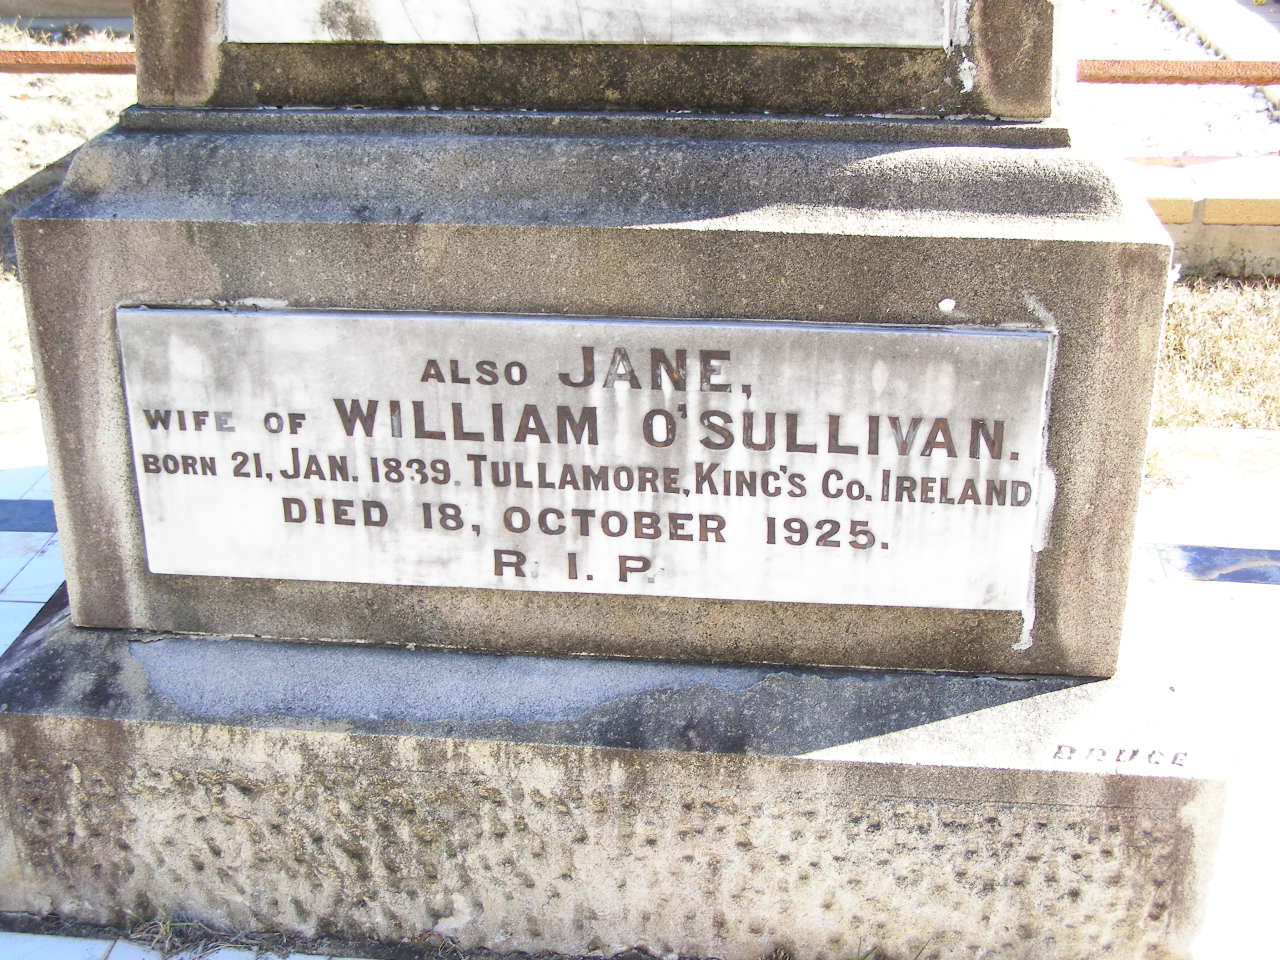 ALSO JANE,
WIFE OF WILLIAM O'SULLIVAN.
BORN 21, JAN. 1839. TULLAMORE, KING'S CO. IRELAND
DIED 18, OCTOBER 1925.
R. I. P.
BRUCE